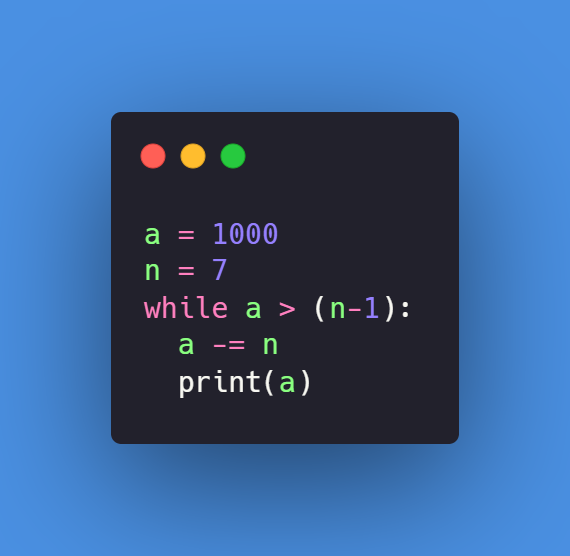 a = 1000
n = 7
while a > (n-1):
  a -= n
  print(a)